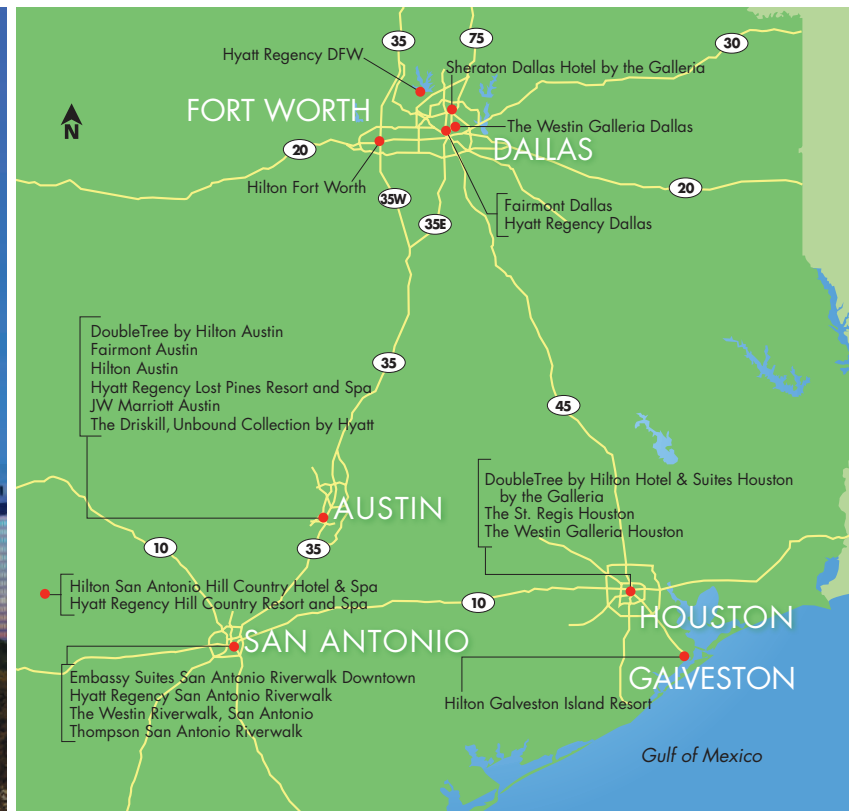 35
75
30
Hyatt Regency DFW
Sheraton Dallas Hotel by the Galleria
FORT WORTH
N
The Westin Galleria Dallas
DALLAS
20
Hilton Fort Worth
20
35W
35E
Fairmont Dallas
Hyatt Regency Dallas
DoubleTree by Hilton Austin
Fairmont Austin
Hilton Austin
Hyatt Regency Lost Pines Resort and Spa
JW Marriott Austin
The Driskill, Unbound Collection by Hyatt
35
45
DoubleTree by Hilton Hotel & Suites Houston
by the Galleria
The St. Regis Houston
The Westin Galleria Houston
AUSTIN
10
35
Hilton San Antonio Hill Country Hotel & Spa
Hyatt Regency Hill Country Resort and Spa
10
HOUSTON
SAN ANTONIO
Embassy Suites San Antonio Riverwalk Downtown
Hyatt Regency San Antonio Riverwalk
The Westin Riverwalk, San Antonio
Thompson San Antonio Riverwalk
GALVESTON
Hilton Galveston Island Resort
Gulf of Mexico